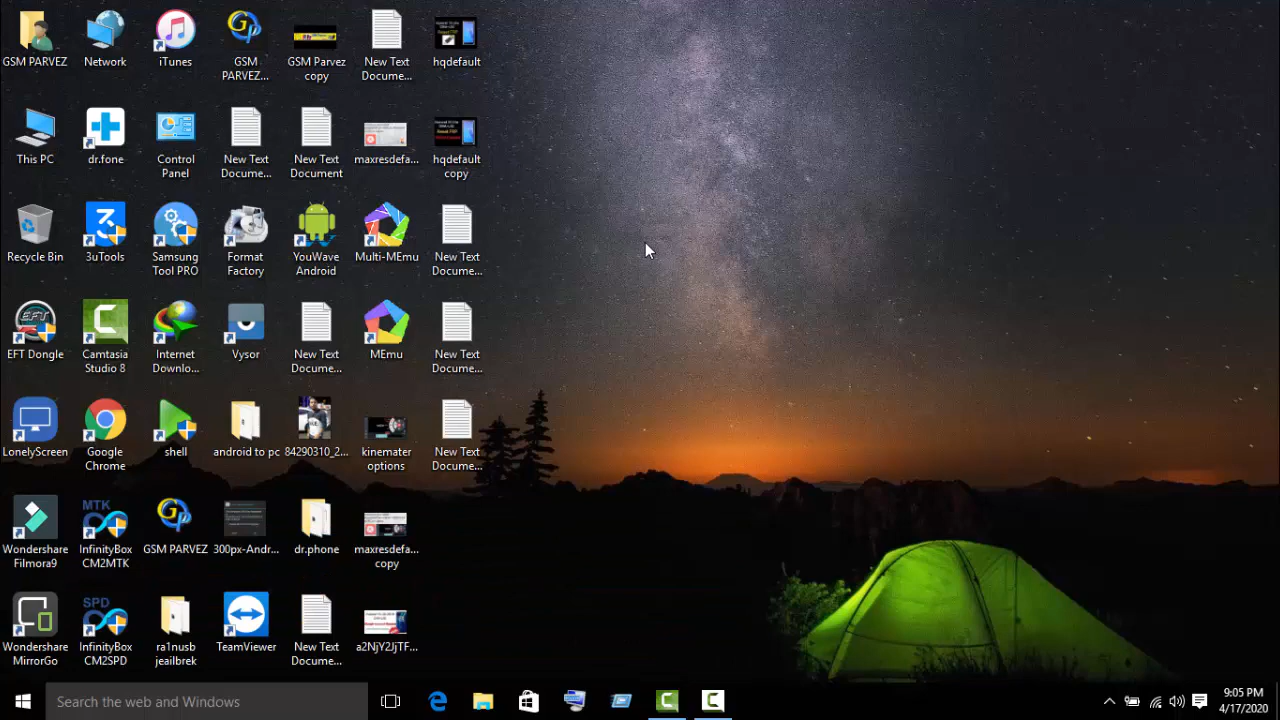 GSM PARVEZ
Network
iTunes
GSM
PARVEZ...
GSM Parvez
copy
New Text
Docume...
hqdefault
This PC
dr.fone
Control
Panel
New Text
Docume...
New Text
Document
maxresdefa...
hqdefault
copy
Recycle Bin
3uTools
Samsung
Tool PRO
Format
Factory
YouWave
Android
Multi-MEmu
New Text
Docume...
EFT Dongle
Camtasia
Studio 8
Internet
Downlo...
Vysor
New Text
Docume...
MEmu
New Text
Docume...
LonelyScreen
Google
Chrome
shell
android to pc
84290310_2...
kinemater
options
New Text
Docume...
Wondershare
Filmora9
MTK
InfinityBox
CM2MTK
GSM PARVEZ
300px-Andr...
dr.phone
maxresdefa...
copy
Wondershare
MirrorGo
SPD
InfinityBox
CM2SPD
ra1nusb
jeailbrek
TeamViewer
New Text
Docume...
a2NjY2JjTF...
Search the web and Windows
9:05 PM
4/17/2020